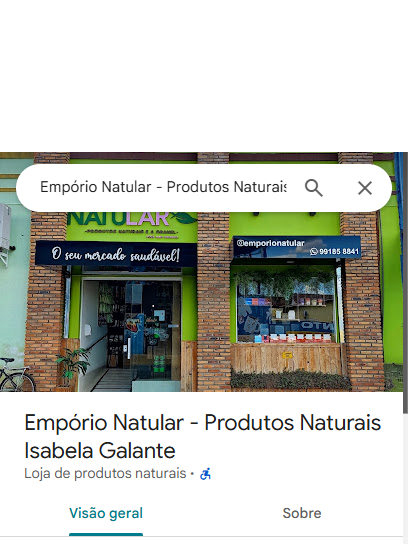 Empório Natular - Produtos Naturais
NATULAR
-PRODUTOS NATURAIS E A GRANEL-
O seu mercado saudável!
@emporionatular
99185 8841
Empório Natular - Produtos Naturais
Isabela Galante
Loja de produtos naturais ·
Visão geral
Sobre